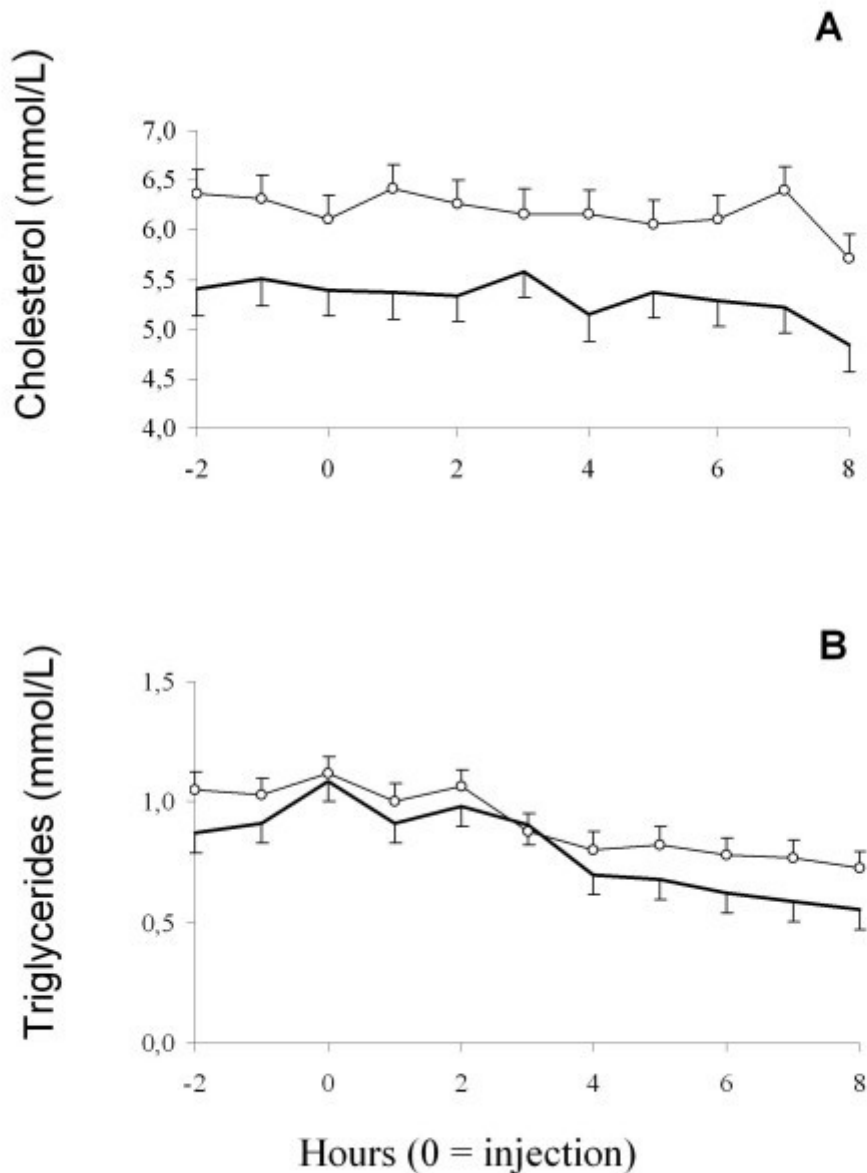 A
Cholesterol (mmol/L)
7,0
6,5
6,0
5,5
5,0
4,5
4,0
-2 0 2 4 6 8
B
Triglycerides (mmol/L)
1,5
1,0
0,5
0,0
-2 0 2 4 6 8
Hours (0 = injection)